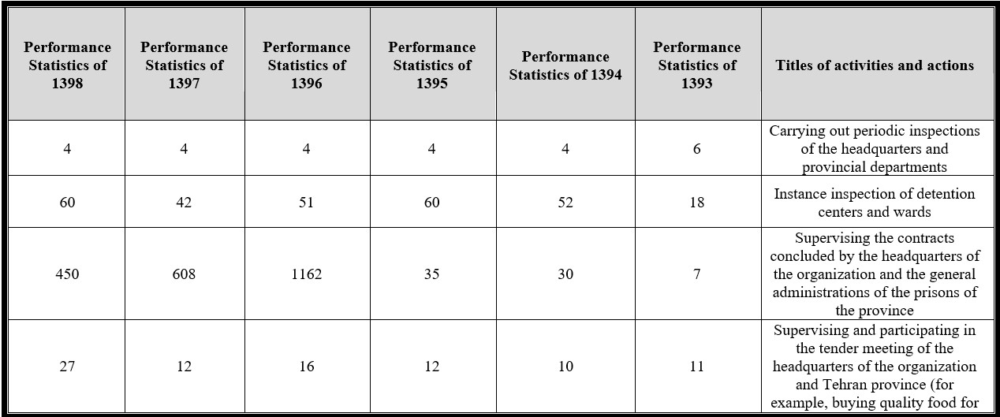 Performance Statistics of 1398
Performance Statistics of 1397
Performance Statistics of 1396
Performance Statistics of 1395
Performance Statistics of 1394
Performance Statistics of 1393
Titles of activities and actions
4
4
4
4
4
6
Carrying out periodic inspections
of the headquarters and
provincial departments
60
42
51
60
52
18
Instance inspection of detention
centers and wards
450
608
1162
35
30
7
Supervising the contracts
concluded by the headquarters of
the organization and the general
administrations of the prisons of
the province
27
12
16
12
10
11
Supervising and participating in
the tender meeting of the
headquarters of the organization
and Tehran province (for
example, buying quality food for